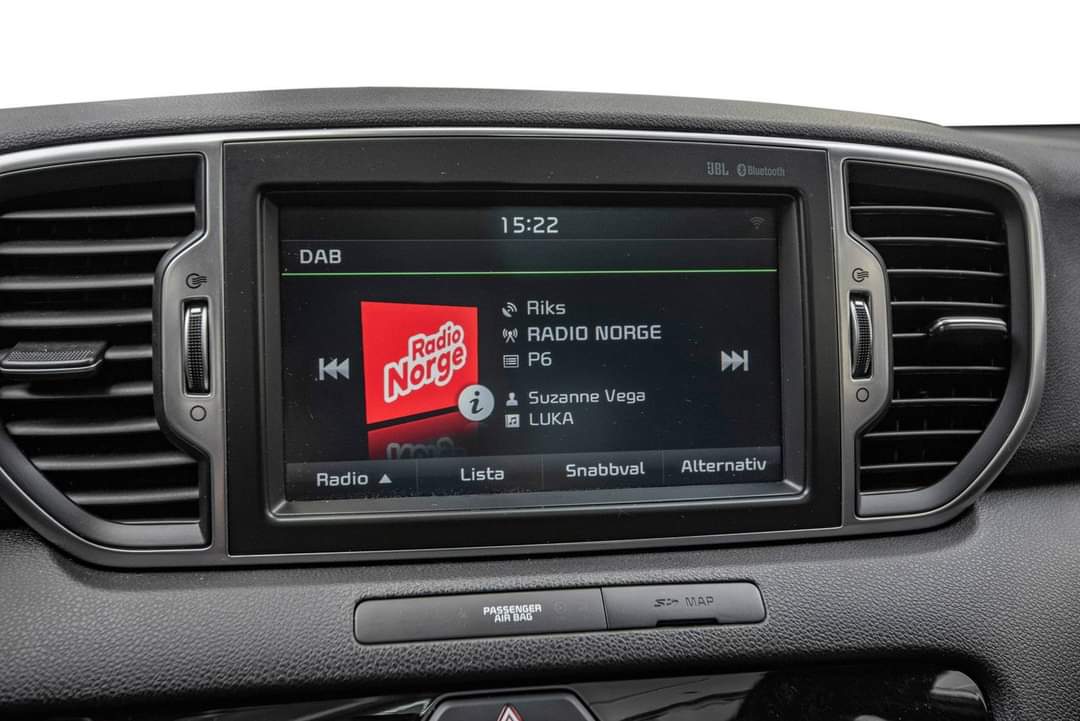 JBL Bluetooth
15:22
DAB
Riks
RADIO NORGE
P6
Suzanne Vega
LUKA
Radio
Norge
i
Radio ▲ Lista Snabbval Alternativ
PASSENGER
AIR BAG
MAP